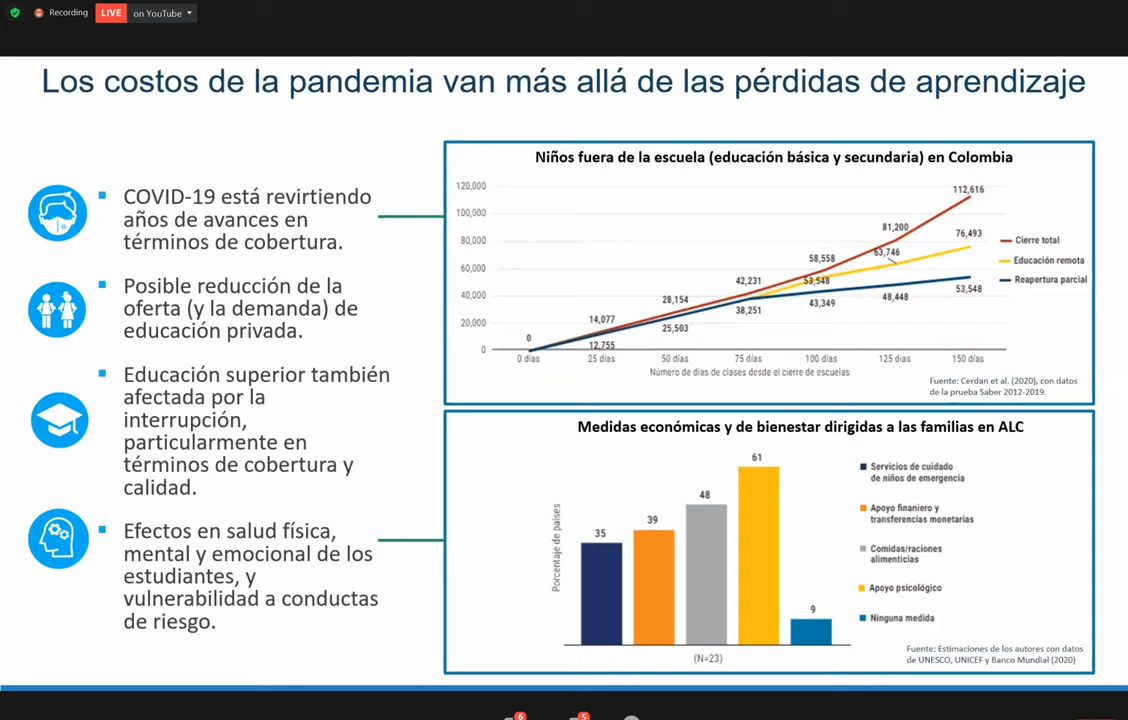 Recording LIVE on YouTube
Los costos de la pandemia van más allá de las pérdidas de aprendizaje
COVID-19 está revirtiendo
años de avances en
términos de cobertura.
Posible reducción de la
oferta (y la demanda) de
educación privada.
Educación superior también
afectada por la
interrupción,
particularmente en
términos de cobertura y
calidad.
Efectos en salud física,
mental y emocional de los
estudiantes, y
vulnerabilidad a conductas
de riesgo.
Niños fuera de la escuela (educación básica y secundaria) en Colombia
120,000
100,000
80,000
60,000
40,000
20,000
0
0
14,077
12,755
28,154
25,503
42,231
38,251
58,558
53,548
43,349
81,200
63,746
48,448
112,616
76,493
53,548
0 días
25 días
50 días
75 días
100 días
125 días
150 días
Número de días de clases desde el cierre de escuelas
Cierre total
Educación remota
Reapertura parcial
Fuente: Cerdan et al. (2020), con datos
de la prueba Saber 2012-2019.
Medidas económicas y de bienestar dirigidas a las familias en ALC
Porcentaje de países
35
39
48
61
9
(N=23)
Servicios de cuidado
de niños de emergencia
Apoyo finaniero y
transferencias monetarias
Comidas/raciones
alimenticias
Apoyo psicológico
Ninguna medida
Fuente: Estimaciones de los autores con datos
de UNESCO, UNICEF y Banco Mundial (2020)
6
5